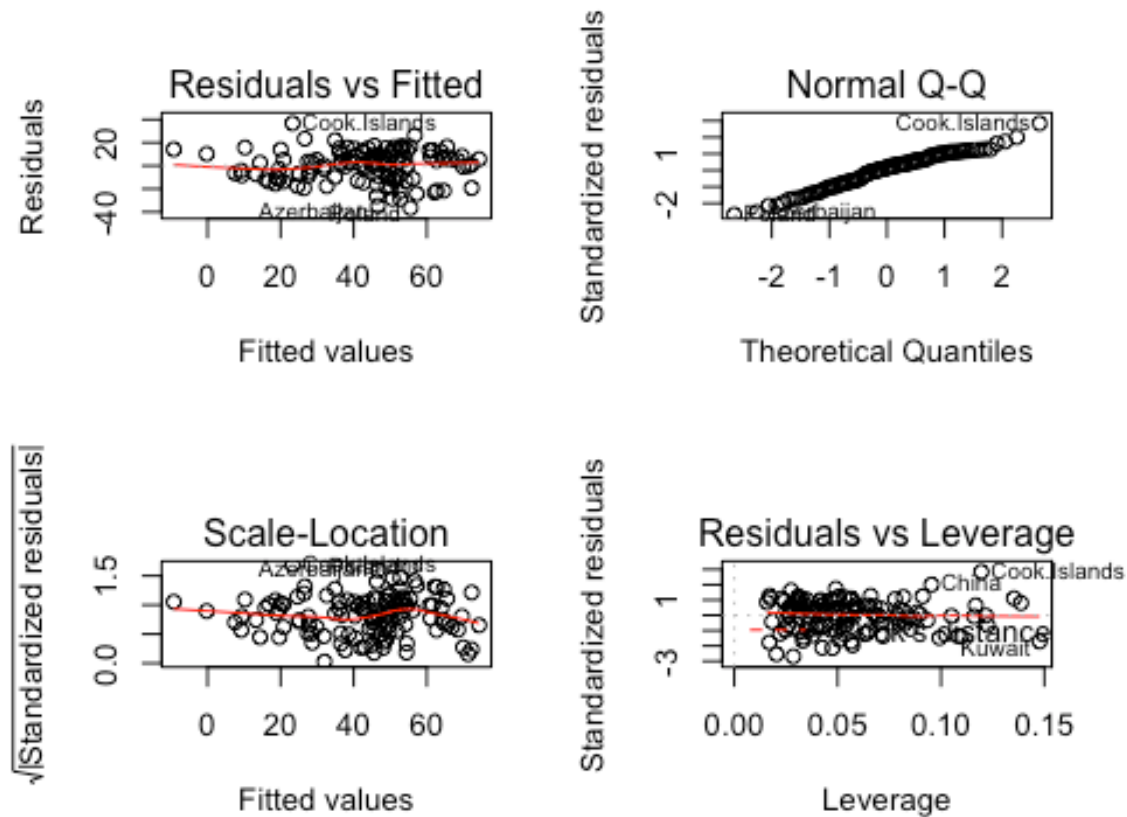 Residuals vs Fitted
Residuals
20
-40
Cook.Islands
Azerbaijan
0 20 40 60
Fitted values
Normal Q-Q
Standardized residuals
1
-2
Cook.Islands
-2 -1 0 1 2
Theoretical Quantiles
Scale-Location
√|Standardized residuals|
1.5
0.0
0 20 40 60
Fitted values
Residuals vs Leverage
Standardized residuals
1
-3
Cook.Islands
China
distance
Kuwait
0.00 0.05 0.10 0.15
Leverage